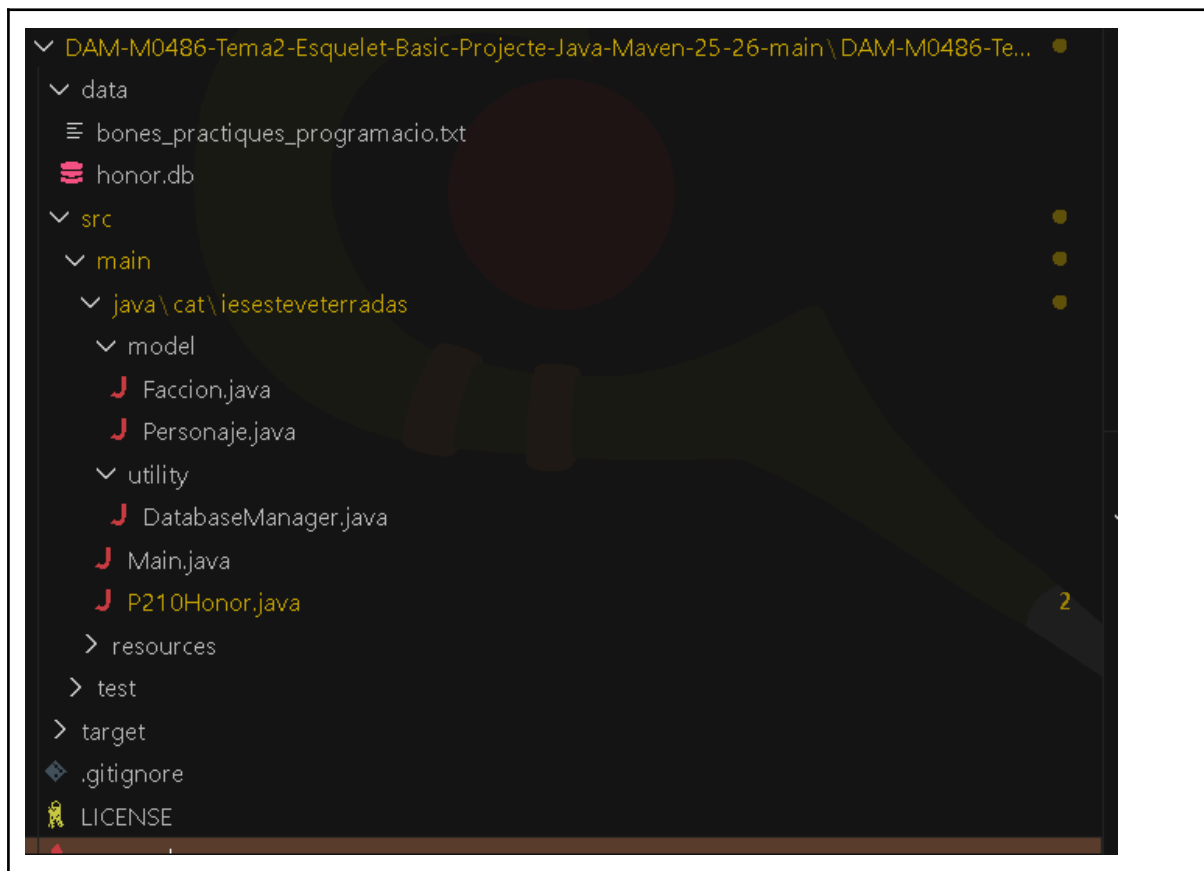 DAM-M0486-Tema2-Esquelet-Basic-Projecte-Java-Maven-25-26-main\DAM-M0486-Te...
data
bones_practiques_programacio.txt
honor.db
src
main
java\cat\iesesteveterradas
model
Faccion.java
Personaje.java
utility
DatabaseManager.java
Main.java
P210Honor.java 2
resources
test
target
.gitignore
LICENSE